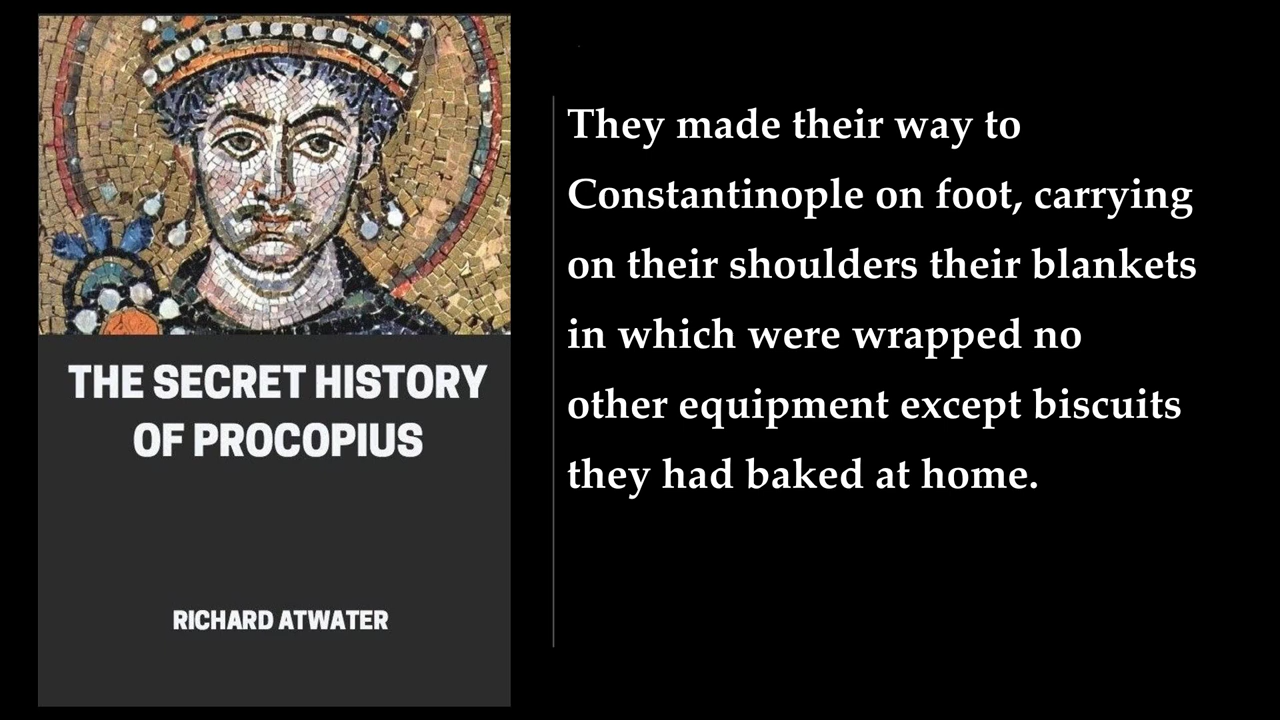 THE SECRET HISTORY
OF PROCOPIUS
RICHARD ATWATER
They made their way to
Constantinople on foot, carrying
on their shoulders their blankets
in which were wrapped no
other equipment except biscuits
they had baked at home.